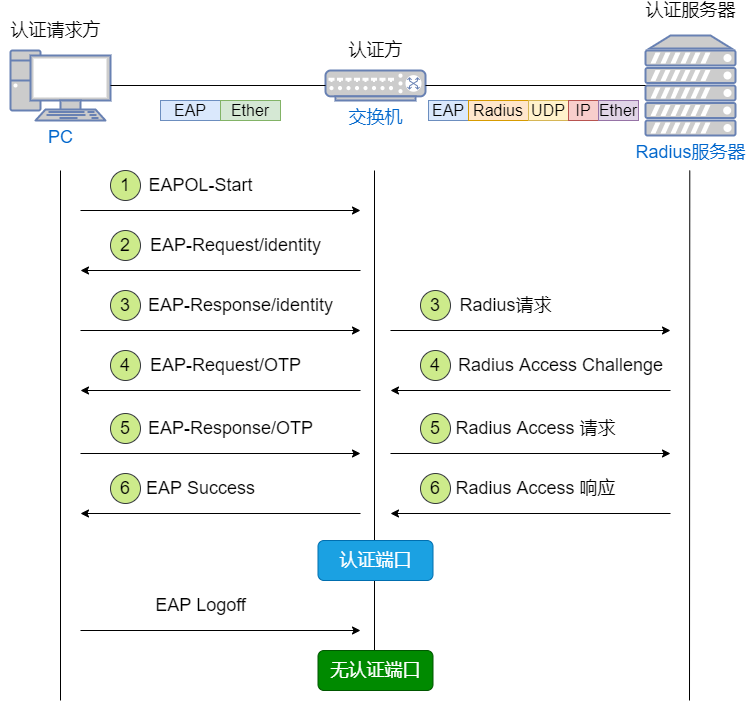 认证请求方
认证方
认证服务器
EAP Ether
EAP Radius UDP IP Ether
PC
交换机
Radius服务器
1 EAPOL-Start
2 EAP-Request/identity
3 EAP-Response/identity
3 Radius请求
4 EAP-Request/OTP
4 Radius Access Challenge
5 EAP-Response/OTP
5 Radius Access 请求
6 EAP Success
6 Radius Access 响应
认证端口
EAP Logoff
无认证端口